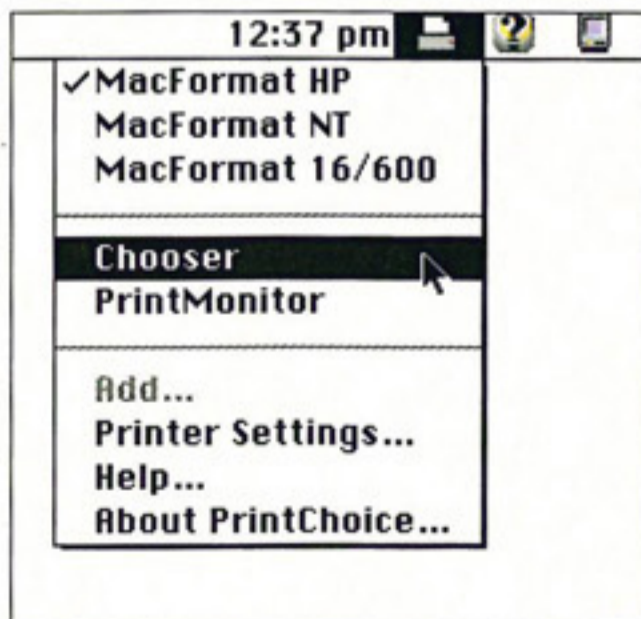 12:37 pm
✓MacFormat HP
MacFormat NT
MacFormat 16/600
Chooser
PrintMonitor
Add...
Printer Settings...
Help...
About PrintChoice...